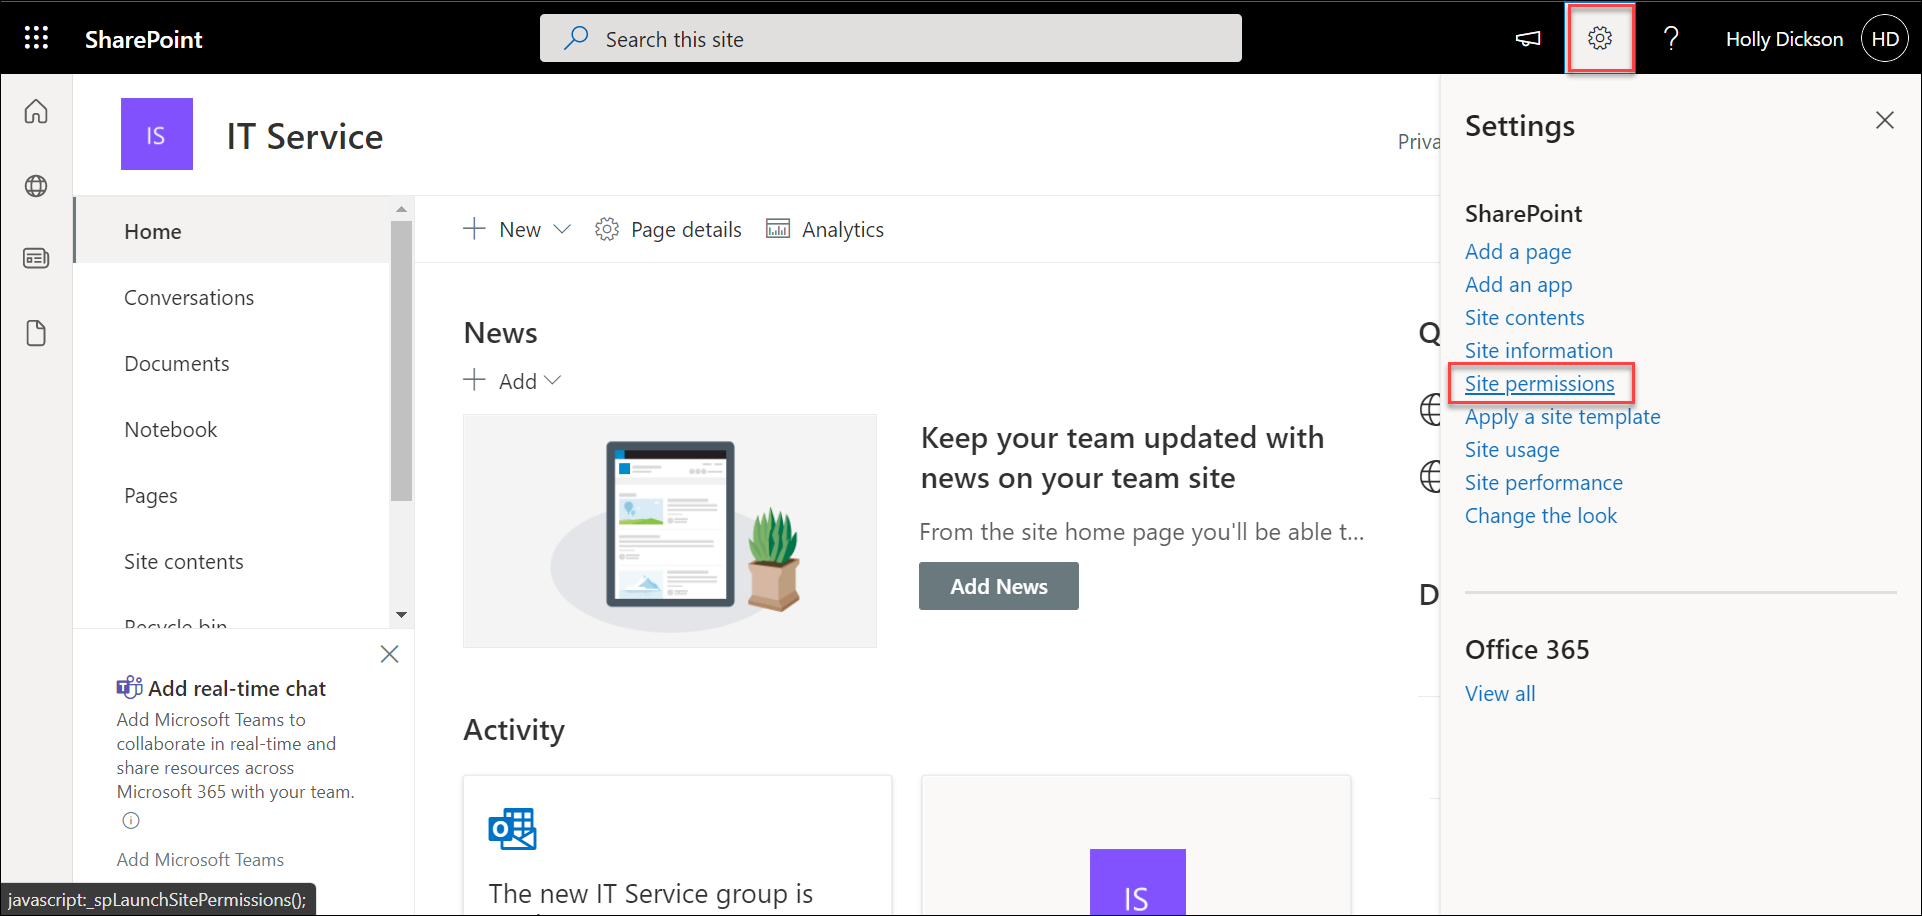 SharePoint
Search this site
?
Holly Dickson
HD
IS
IT Service
Priva
Home
Conversations
Documents
Notebook
Pages
Site contents
Recycle bin
Add real-time chat
Add Microsoft Teams to
collaborate in real-time and
share resources across
Microsoft 365 with your team.
Add Microsoft Teams
javascript:_spLaunchSitePermissions();
New
Page details
Analytics
News
Add
Keep your team updated with
news on your team site
From the site home page you'll be able t...
Add News
Q
D
Activity
The new IT Service group is
IS
Settings
SharePoint
Add a page
Add an app
Site contents
Site information
Site permissions
Apply a site template
Site usage
Site performance
Change the look
Office 365
View all